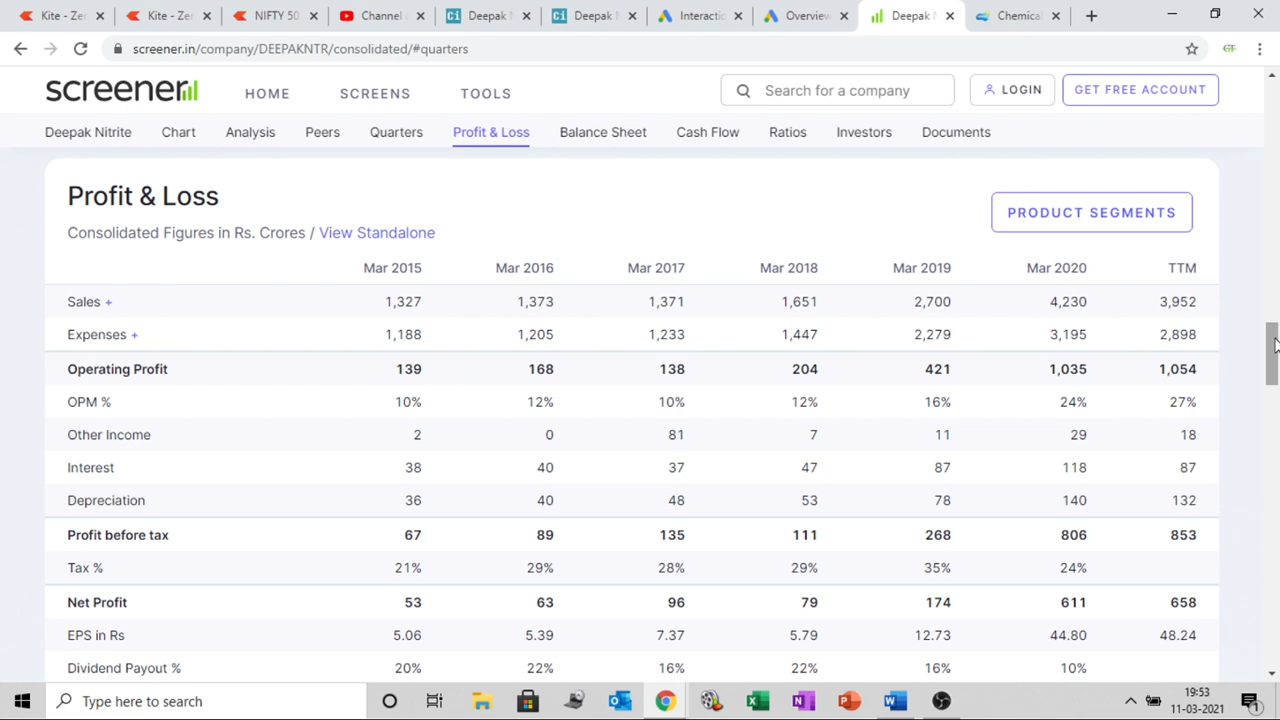 Kite - Zer
Kite - Zer
NIFTY 50
Channel
Deepak N
Deepak
Interactio
Overview
Deepak
Chemical
screener.in/company/DEEPAKNTR/consolidated/#quarters
screener HOME SCREENS TOOLS Search for a company LOGIN GET FREE ACCOUNT
Deepak Nitrite Chart Analysis Peers Quarters Profit & Loss Balance Sheet Cash Flow Ratios Investors Documents
Profit & Loss
PRODUCT SEGMENTS
Consolidated Figures in Rs. Crores / View Standalone
Mar 2015 Mar 2016 Mar 2017 Mar 2018 Mar 2019 Mar 2020 TTM
Sales + 1,327 1,373 1,371 1,651 2,700 4,230 3,952
Expenses + 1,188 1,205 1,233 1,447 2,279 3,195 2,898
Operating Profit 139 168 138 204 421 1,035 1,054
OPM % 10% 12% 10% 12% 16% 24% 27%
Other Income 2 0 81 7 11 29 18
Interest 38 40 37 47 87 118 87
Depreciation 36 40 48 53 78 140 132
Profit before tax 67 89 135 111 268 806 853
Tax % 21% 29% 28% 29% 35% 24%
Net Profit 53 63 96 79 174 611 658
EPS in Rs 5.06 5.39 7.37 5.79 12.73 44.80 48.24
Dividend Payout % 20% 22% 16% 22% 16% 10%
Type here to search
19:53
11-03-2021